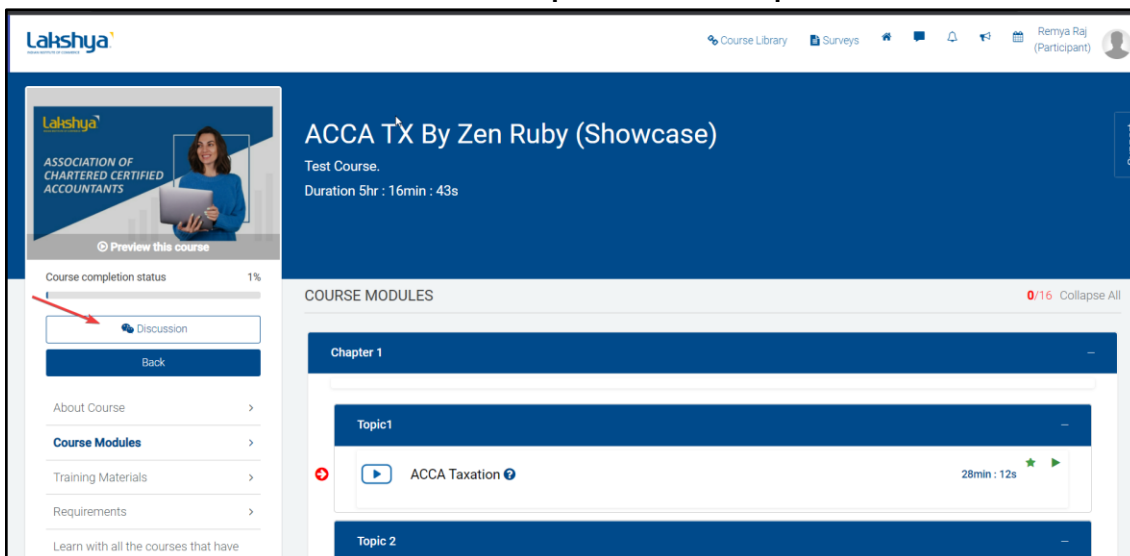 Lakshya
Course Library
Surveys
Remya Raj
(Participant)
Lakshya
ASSOCIATION OF
CHARTERED CERTIFIED
ACCOUNTANTS
Preview this course
ACCA TX By Zen Ruby (Showcase)
Test Course.
Duration 5hr : 16min : 43s
Course completion status 1%
Discussion
Back
About Course
Course Modules
Training Materials
Requirements
Learn with all the courses that have
COURSE MODULES
0/16 Collapse All
Chapter 1
Topic1
ACCA Taxation
28min : 12s
Topic 2